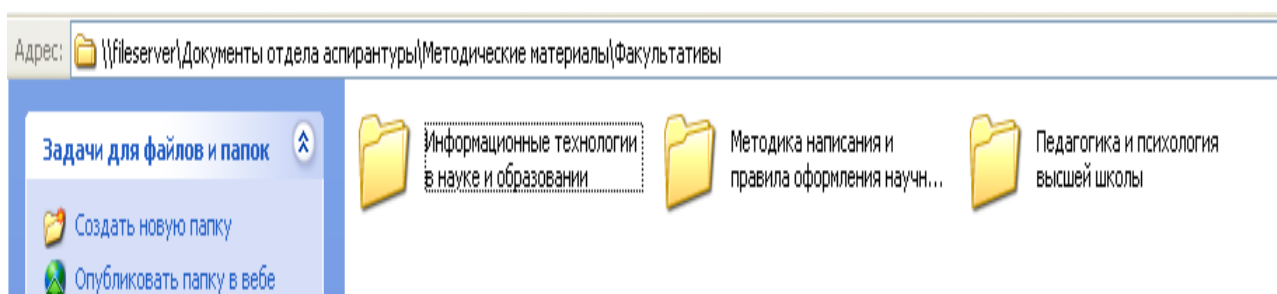 Адрес: \\fileserver\Документы отдела аспирантуры\Методические материалы\Факультативы
Задачи для файлов и папок
Создать новую папку
Опубликовать папку в вебе
Информационные технологии
в науке и образовании
Методика написания и
правила оформления научн...
Педагогика и психология
высшей школы